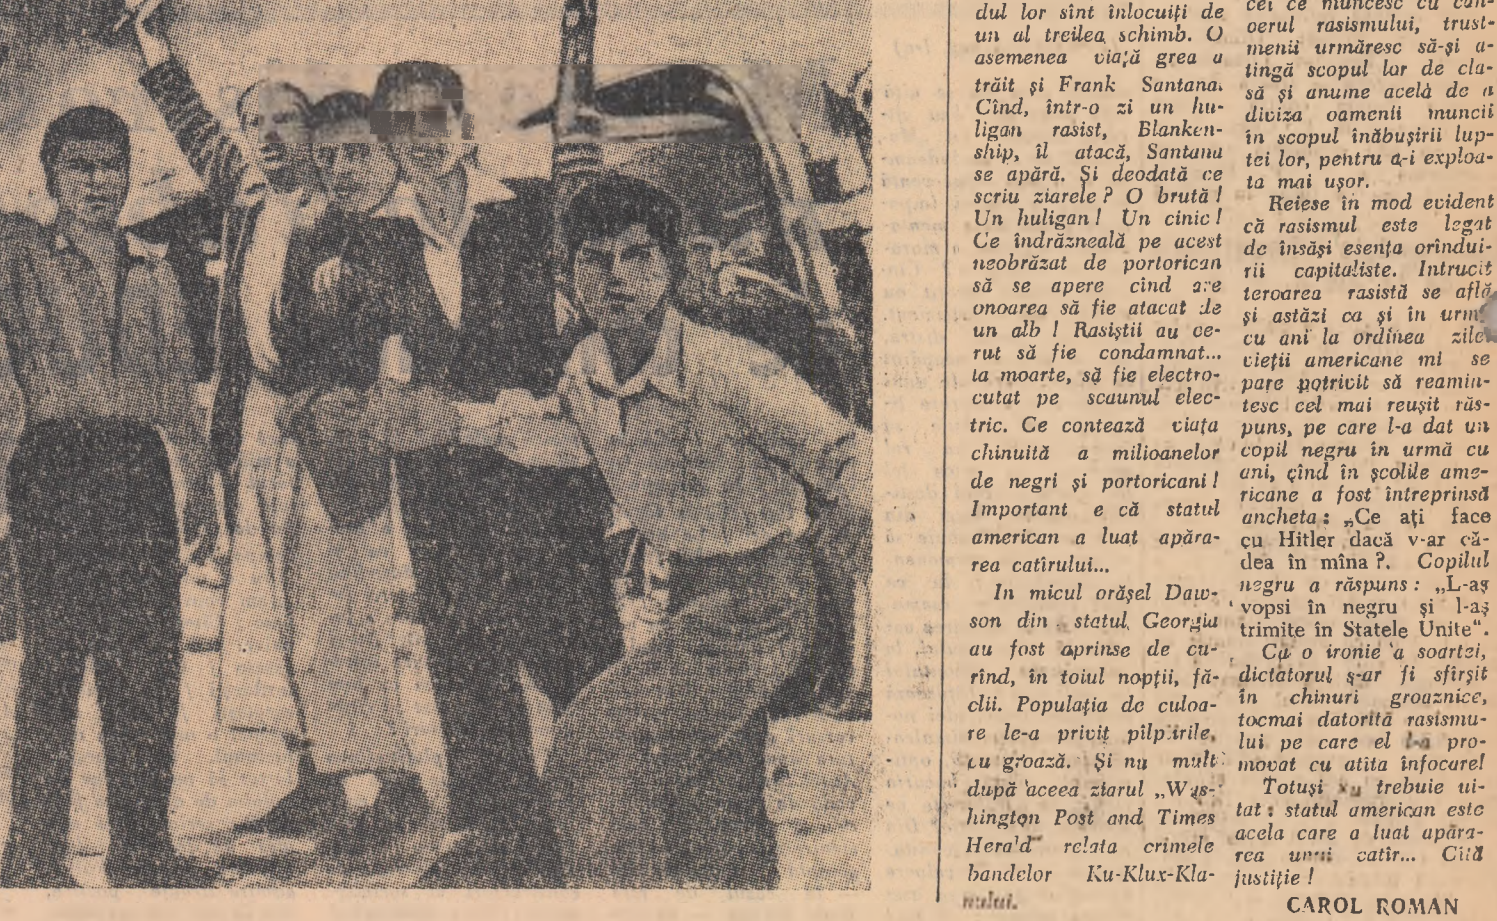 dul lor sînt înlocuiți de
un al treilea schimb. O
asemenea viață grea a
trăit și Frank Santana.
Cînd, într-o zi un hu-
ligan rasist, Blanken-
ship, îl atacă, Santana
se apără. Și deodată ce
scriu ziarele? O brută!
Un huligan! Un cinic!
Ce îndrăzneală pe acest
neobrăzat de portorican
să se apere cînd are
onoarea să fie atacat de
un alb! Rasiștii au ce-
rut să fie condamnat...
la moarte, să fie electro-
cutat pe scaunul elec-
tric. Ce contează viața
chinuită a milioanelor
de negri și portoricani!
Important e că statul
american a luat apăra-
rea catîrului...
In micul orășel Daw-
son din statul Georgia
au fost aprinse de cu-
rînd, în toiul nopții, fă-
clii. Populația de culoa-
re le-a privit pîlpîirile,
cu groază. Și nu mult
după aceea ziarul „Was-
hington Post and Times
Herald" relata crimele
bandelor Ku-Klux-Kla-
nului.
cei ce muncesc cu can-
cerul rasismului, trust-
menii urmăresc să-și a-
tingă scopul lor de cla-
să și anume acela de a
diviza oamenii muncii
în scopul înăbușirii lup-
tei lor, pentru a-i exploa-
ta mai ușor.
Reiese în mod evident
că rasismul este legat
de însăși esența orîndui-
rii capitaliste. Intrucît
teroarea rasistă se află
și astăzi ca și în urmă
cu ani la ordinea zilei
vieții americane mi se
pare potrivit să reamin-
tesc cel mai reușit răs-
puns, pe care l-a dat un
copil negru în urmă cu
ani, cînd în școlile ame-
ricane a fost întreprinsă
ancheta: „Ce ați face
cu Hitler dacă v-ar că-
dea în mîna?. Copilul
negru a răspuns: „L-aș
vopsi în negru și l-aș
trimite în Statele Unite“.
Cu o ironie a soartei,
dictatorul ș-ar fi sfîrșit
în chinuri groaznice,
tocmai datorită rasismu-
lui pe care el l-a pro-
movat cu atîta înfocare!
Totuși nu trebuie ui-
tat: statul american este
acela care a luat apăra-
rea unui catîr... Cită
justiție!
CAROL ROMAN